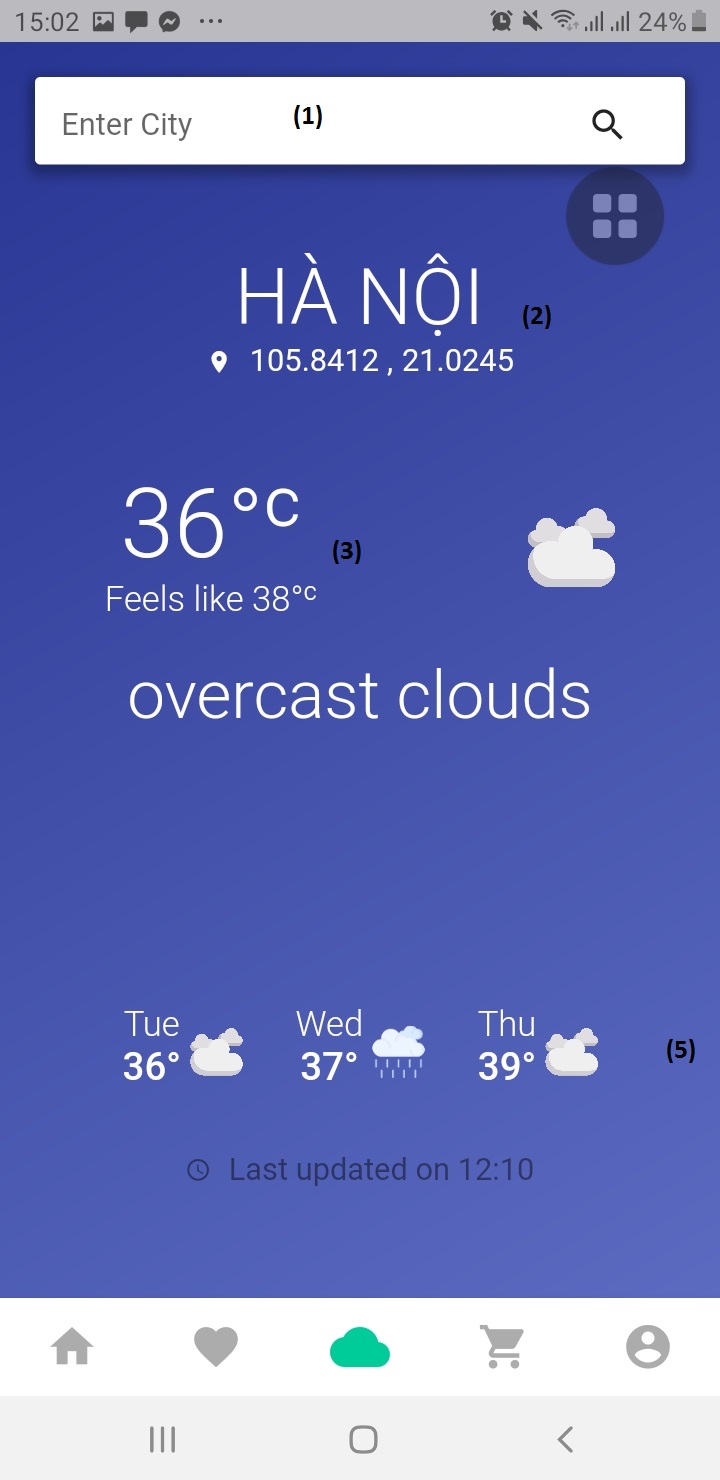 15:02 24%
Enter City (1)
HÀ NỘI (2)
105.8412 , 21.0245
36°c (3)
Feels like 38°c
overcast clouds
Tue Wed Thu
36° 37° 39° (5)
Last updated on 12:10